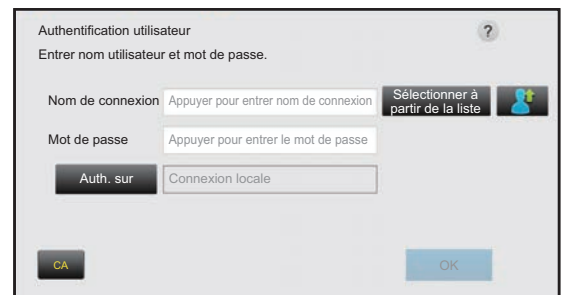 Authentification utilisateur
?
Entrer nom utilisateur et mot de passe.
Nom de connexion
Appuyer pour entrer nom de connexion
Sélectionner à
partir de la liste
Mot de passe
Appuyer pour entrer le mot de passe
Auth. sur
Connexion locale
CA
OK